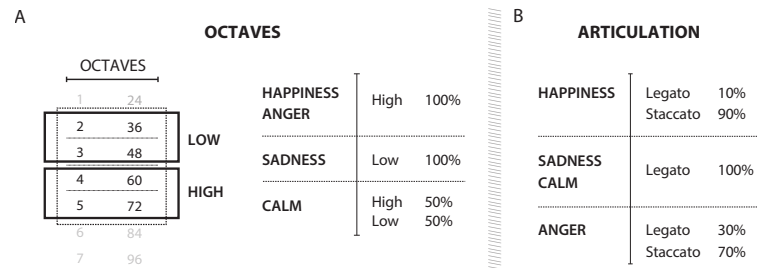 A
OCTAVES
OCTAVES
1 24
2 36
3 48
LOW
4 60
5 72
HIGH
6 84
7 96
HAPPINESS
ANGER
High 100%
SADNESS Low 100%
CALM
High 50%
Low 50%
B
ARTICULATION
HAPPINESS Legato 10%
Staccato 90%
SADNESS
CALM
Legato 100%
ANGER Legato 30%
Staccato 70%